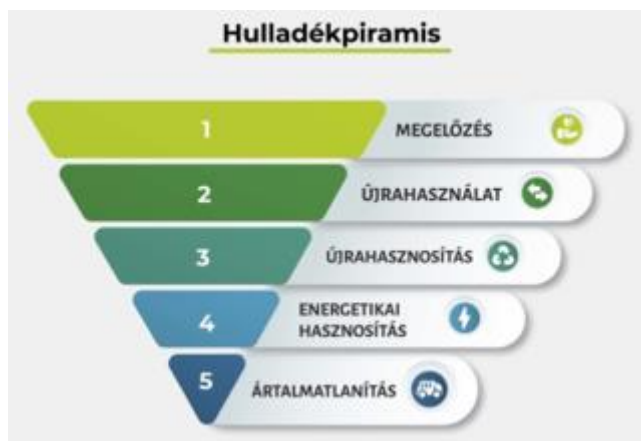 Hulladékpiramis
1
MEGELŐZÉS
2
ÚJRAHASZNÁLAT
3
ÚJRAHASZNOSÍTÁS
4
ENERGETIKAI
HASZNOSÍTÁS
5
ÁRTALMATLANÍTÁS